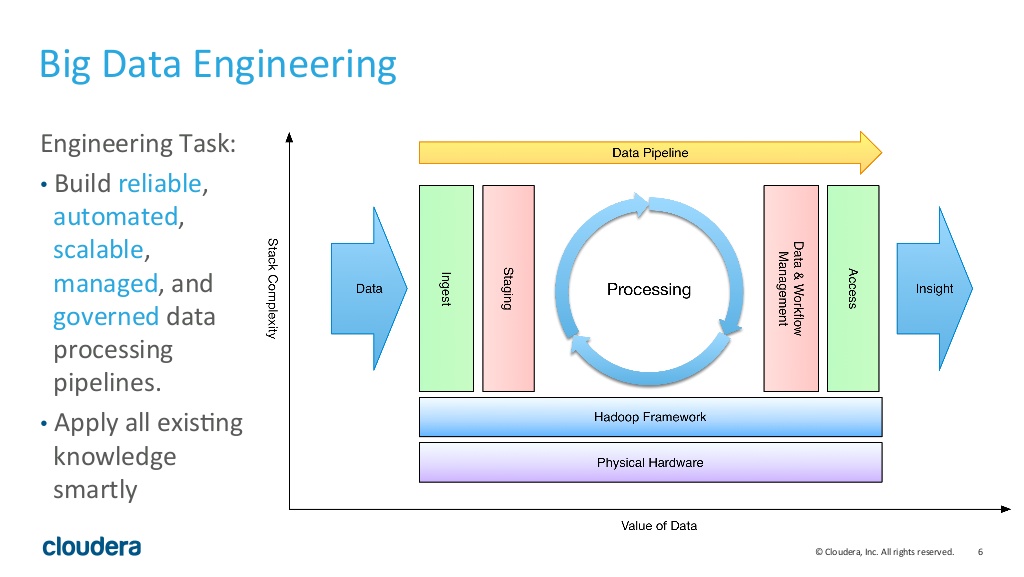 Big Data Engineering
Engineering Task:
• Build reliable,
automated,
scalable,
managed, and
governed data
processing
pipelines.
• Apply all existing
knowledge
smartly
Stack Complexity
Data Pipeline
Data
Ingest
Staging
Processing
Data & Workflow
Management
Access
Insight
Hadoop Framework
Physical Hardware
Value of Data
cloudera
© Cloudera, Inc. All rights reserved.
6